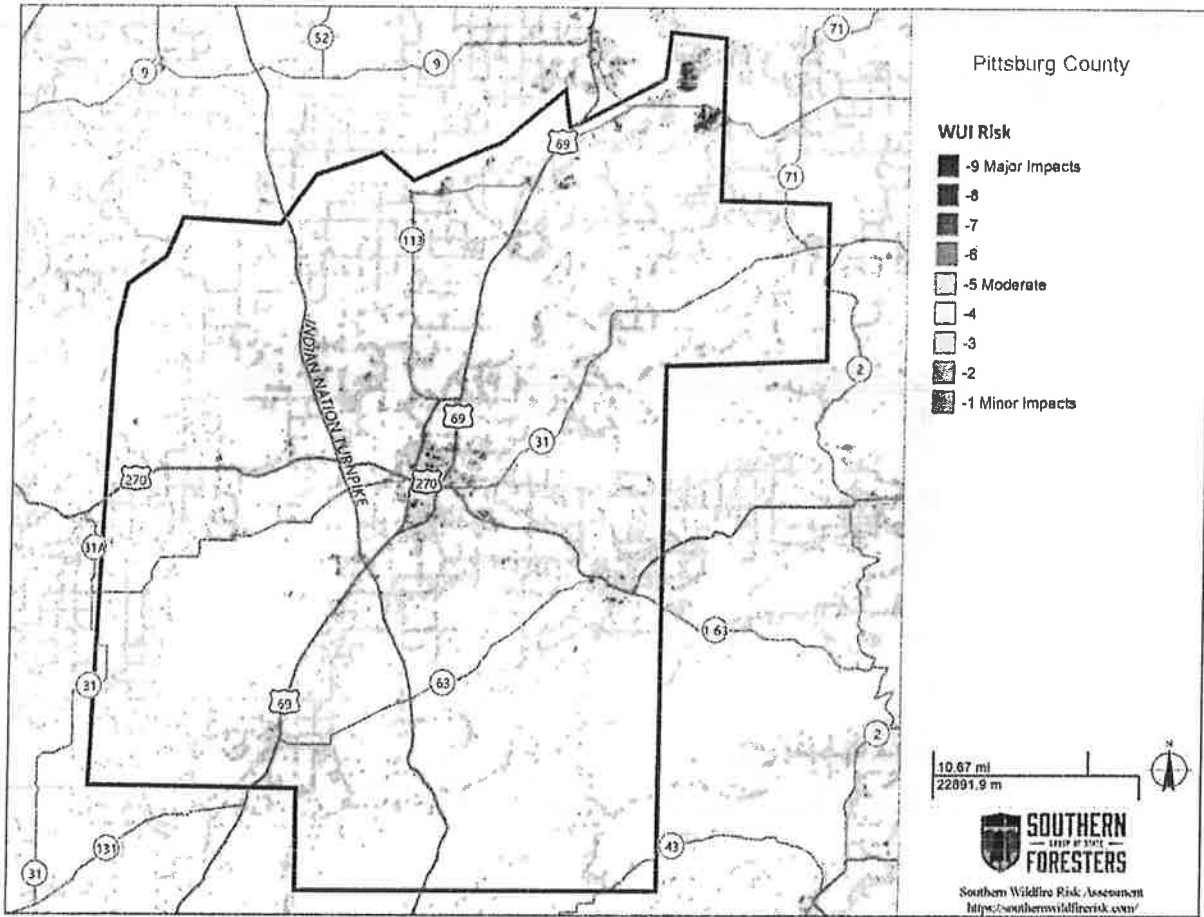 Pittsburg County
WUI Risk
-9 Major Impacts
-8
-7
-6
-5 Moderate
-4
-3
-2
-1 Minor Impacts
10.67 mi
22891.9 m
N
SOUTHERN
GROUP OF STATE
FORESTERS
Southern Wildfire Risk Assessment
https://southernwildfirerisk.com/
52
71
9
9
69
71
113
INDIAN NATION TURNPIKE
2
69
31
270
270
31A
1 63
31
63
69
2
131
43
31